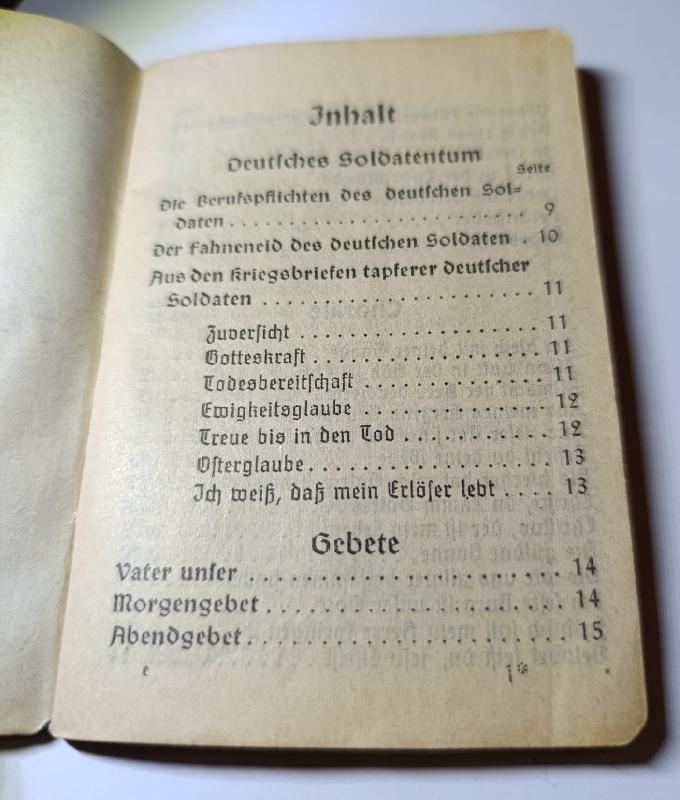 Inhalt
Deutsches Soldatentum
Seite
Die Berufspflichten des deutschen Sol=
daten . . . . . . . . . . . . . . . . . . . . . . 9
Der Fahneneid des deutschen Soldaten . 10
Aus den Kriegsbriefen tapferer deutscher
Soldaten . . . . . . . . . . . . . . . . . . . . 11
Zuversicht . . . . . . . . . . . . . . . . . . 11
Gotteskraft . . . . . . . . . . . . . . . . . 11
Todesbereitschaft . . . . . . . . . . . . . 11
Ewigkeitsglaube . . . . . . . . . . . . . . 12
Treue bis in den Tod . . . . . . . . . . . 12
Osterglaube . . . . . . . . . . . . . . . . . 13
Ich weiß, daß mein Erlöser lebt . . . . 13
Gebete
Vater unser . . . . . . . . . . . . . . . . . . . . . 14
Morgengebet . . . . . . . . . . . . . . . . . . . . 14
Abendgebet . . . . . . . . . . . . . . . . . . . . . 15
e 1*